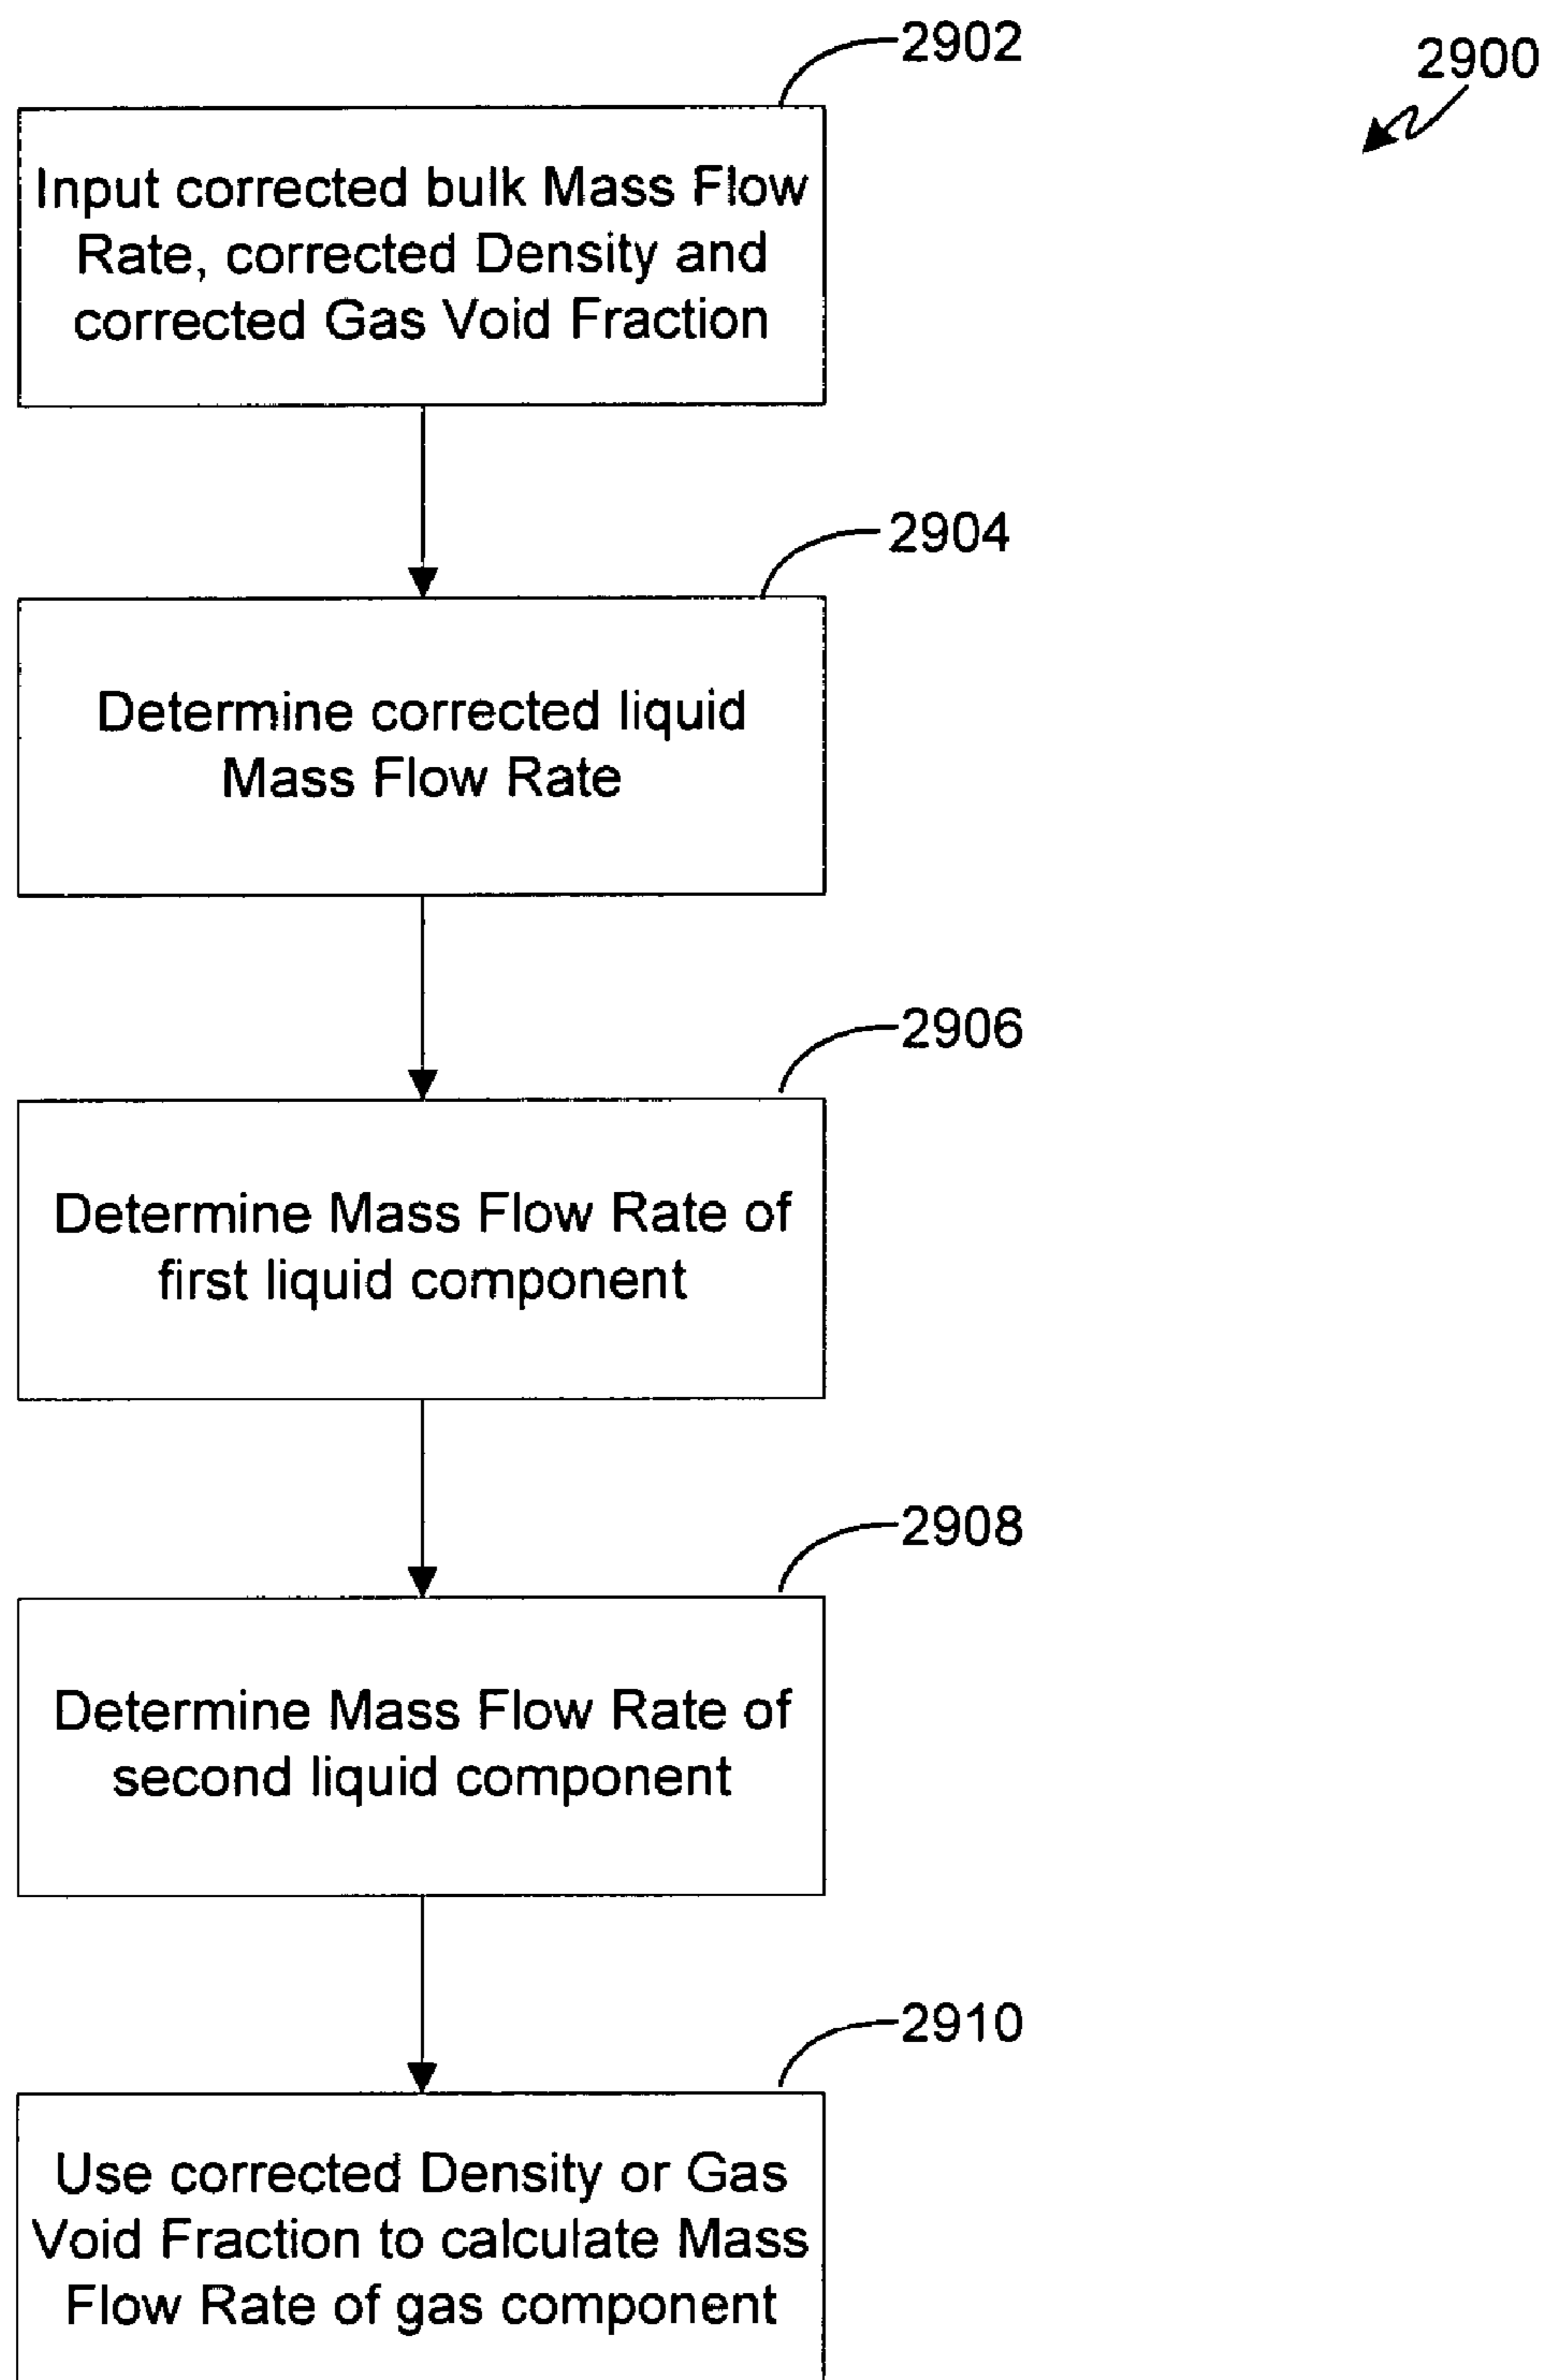 2902
2900
Input corrected bulk Mass Flow
Rate, corrected Density and
corrected Gas Void Fraction
2904
Determine corrected liquid
Mass Flow Rate
2906
Determine Mass Flow Rate of
first liquid component
2908
Determine Mass Flow Rate of
second liquid component
2910
Use corrected Density or Gas
Void Fraction to calculate Mass
Flow Rate of gas component